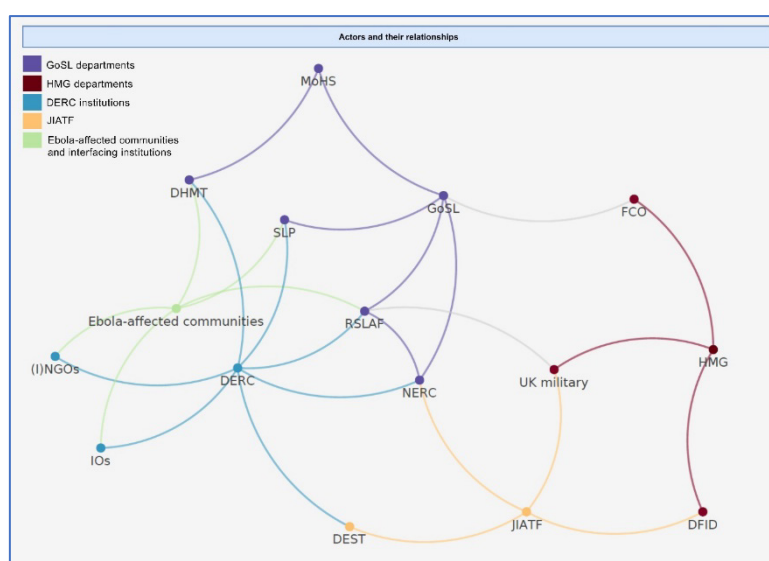 Actors and their relationships
GoSL departments
HMG departments
DERC institutions
JIATF
Ebola-affected communities
and interfacing institutions
MoHS
DHMT
GoSL
FCO
SLP
Ebola-affected communities
RSLAF
(I)NGOs
DERC
NERC
UK military
HMG
IOs
DEST
JIATF
DFID